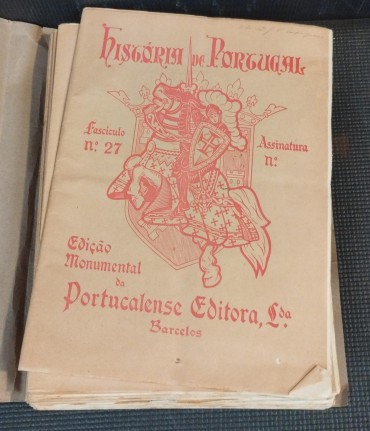 História de Portugal
Fascículo
n.º 27
Assinatura
n.º
Edição
Monumental
da
Portucalense Editora, L.da
Barcelos